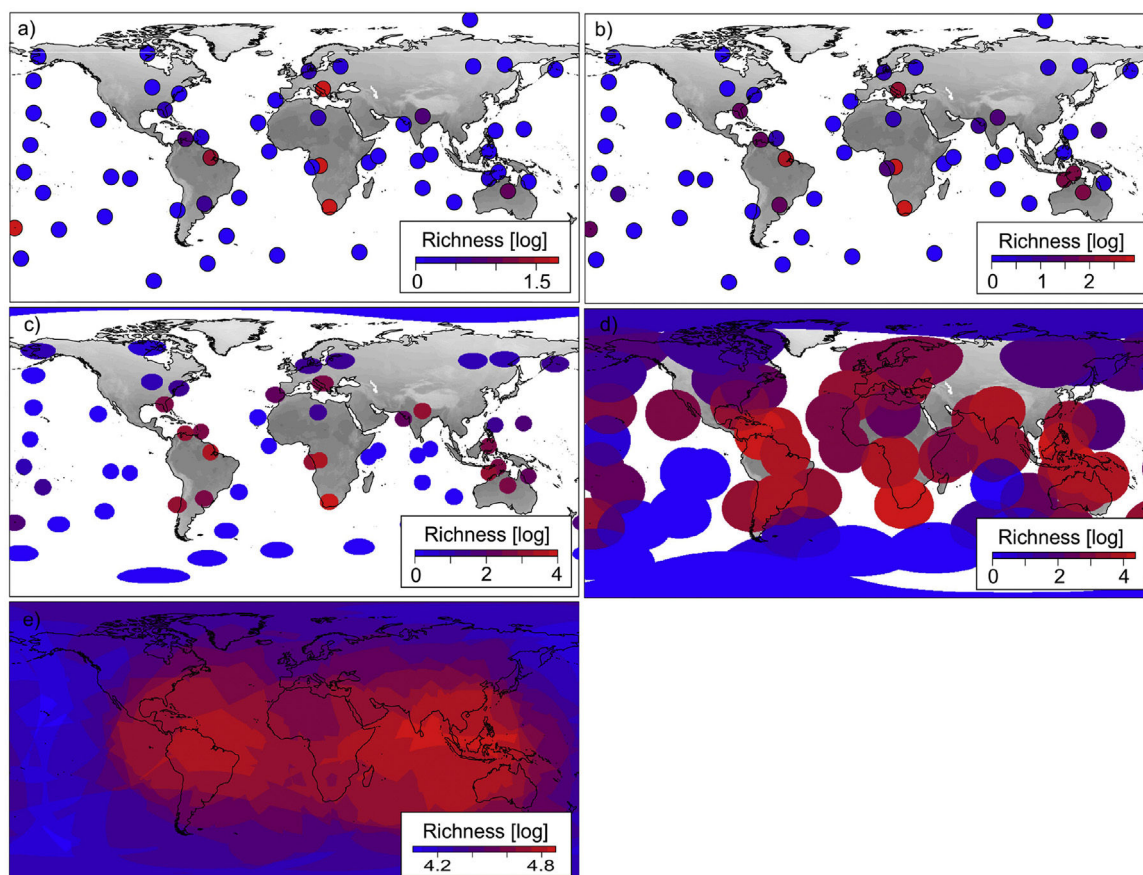 a)
Richness [log]
0 1.5
b)
Richness [log]
0 1 2
c)
Richness [log]
0 2 4
d)
Richness [log]
0 2 4
e)
Richness [log]
4.2 4.8